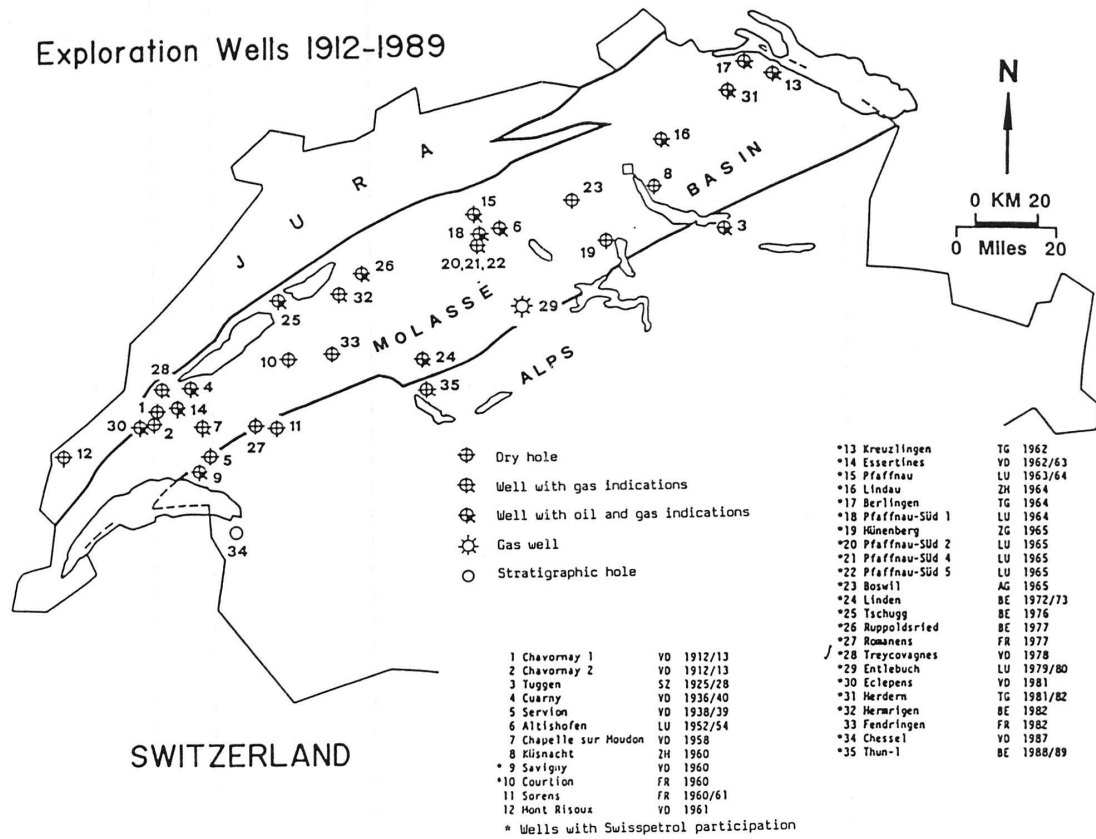 Exploration Wells 1912-1989
JURA
MOLASSE
BASIN
ALPS
N
0 KM 20
0 20
Miles
17
13
31
16
8
23
15
6
18
3
19
20,21,22
26
32
25
29
33
10
24
28
4
35
1
14
30
2
7
27
11
12
5
9
34
Dry hole
Well with gas indications
Well with oil and gas indications
Gas well
Stratigraphic hole
SWITZERLAND
1 Chavornay 1 VD 1912/13
2 Chavornay 2 VD 1912/13
3 Tuggen SZ 1925/28
4 Cuarny VD 1936/40
5 Servion VD 1938/39
6 Altishofen LU 1952/54
7 Chapelle sur Moudon VD 1958
8 Küsnacht ZH 1960
* 9 Savigny VD 1960
*10 Courtion FR 1960
11 Sorens FR 1960/61
12 Mont Risoux VD 1961
* Wells with Swisspetrol participation
*13 Kreuzlingen TG 1962
*14 Essertines VD 1962/63
*15 Pfaffnau LU 1963/64
*16 Lindau ZH 1964
*17 Berlingen TG 1964
*18 Pfaffnau-Süd 1 LU 1964
*19 Hünenberg ZG 1965
*20 Pfaffnau-Süd 2 LU 1965
*21 Pfaffnau-Süd 4 LU 1965
*22 Pfaffnau-Süd 5 LU 1965
*23 Boswil AG 1965
*24 Linden BE 1972/73
*25 Tschugg BE 1976
*26 Ruppoldsried BE 1977
*27 Romanens FR 1977
*28 Treycovagnes VD 1978
*29 Entlebuch LU 1979/80
*30 Eclepens VD 1981
*31 Herdern TG 1981/82
*32 Hermrigen BE 1982
33 Fendringen FR 1982
*34 Chessel VD 1987
*35 Thun-1 BE 1988/89